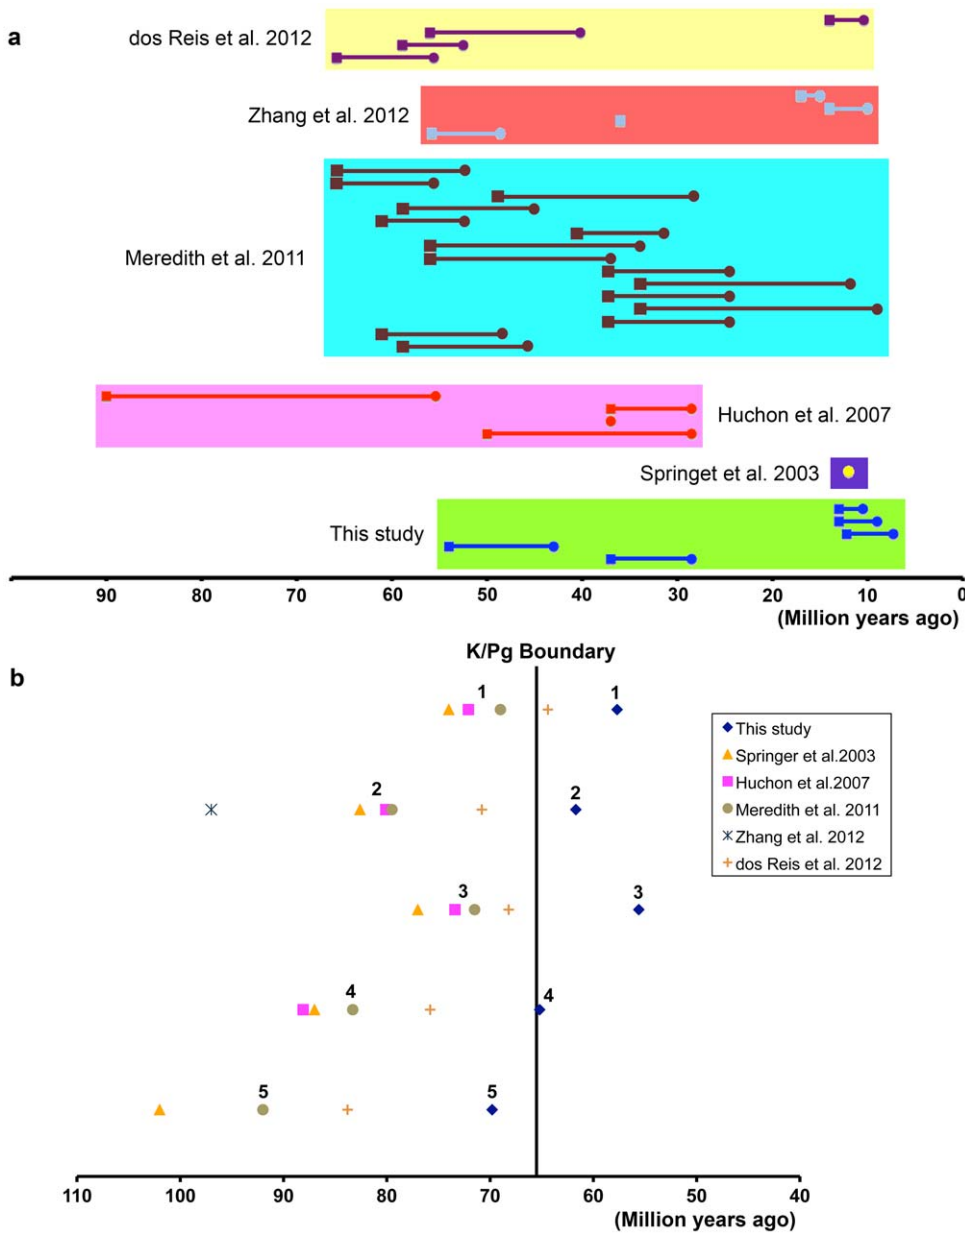 a
dos Reis et al. 2012
Zhang et al. 2012
Meredith et al. 2011
Huchon et al. 2007
Springet et al. 2003
This study
90 80 70 60 50 40 30 20 10 0
(Million years ago)
b
K/Pg Boundary
1 1
2 2
3 3
4 4
5 5
This study
Springer et al.2003
Huchon et al.2007
Meredith et al. 2011
Zhang et al. 2012
dos Reis et al. 2012
110 100 90 80 70 60 50 40
(Million years ago)